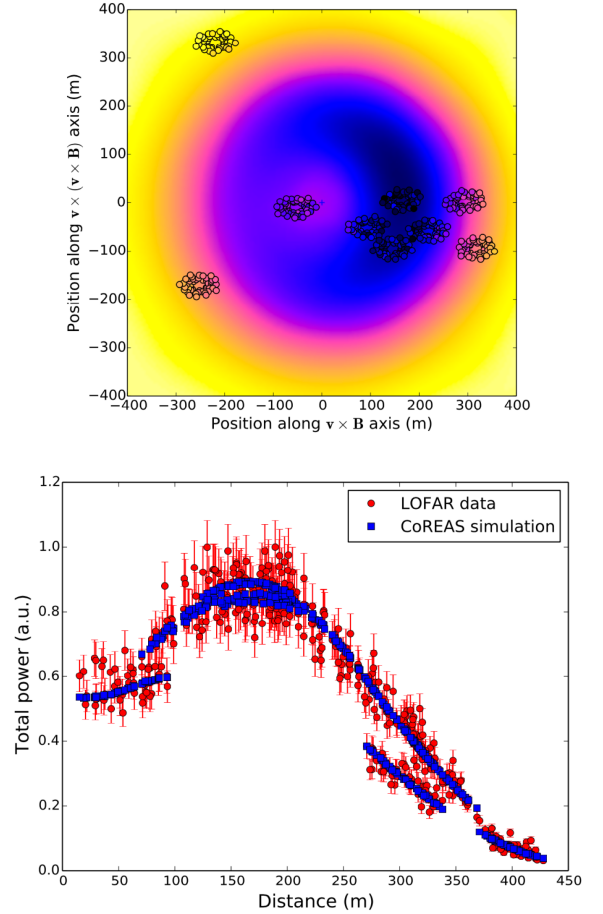 400
300
200
100
0
−100
−200
−300
−400
Position along v × (v × B) axis (m)
−400 −300 −200 −100 0 100 200 300 400
Position along v × B axis (m)
1.2
1.0
0.8
0.6
0.4
0.2
0.0
Total power (a.u.)
LOFAR data
CoREAS simulation
0 50 100 150 200 250 300 350 400 450
Distance (m)